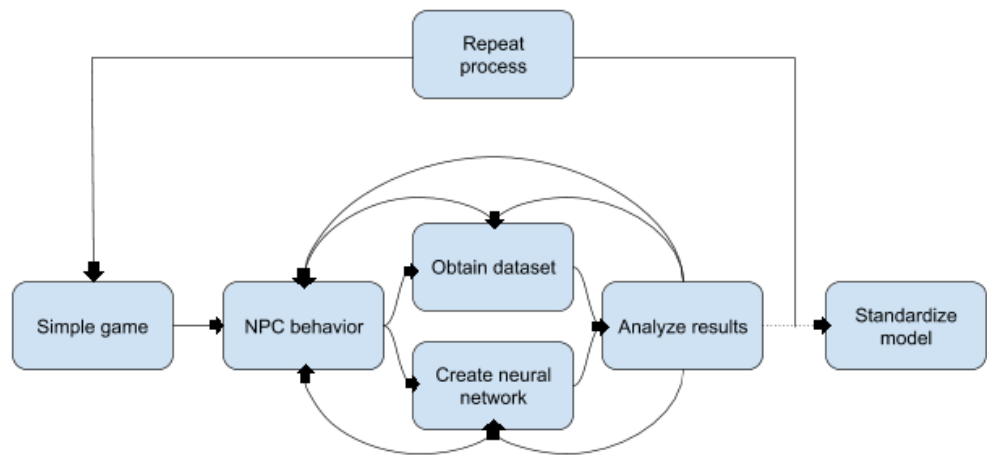 Repeat
process
Obtain dataset
Simple game
NPC behavior
Analyze results
Standardize
model
Create neural
network